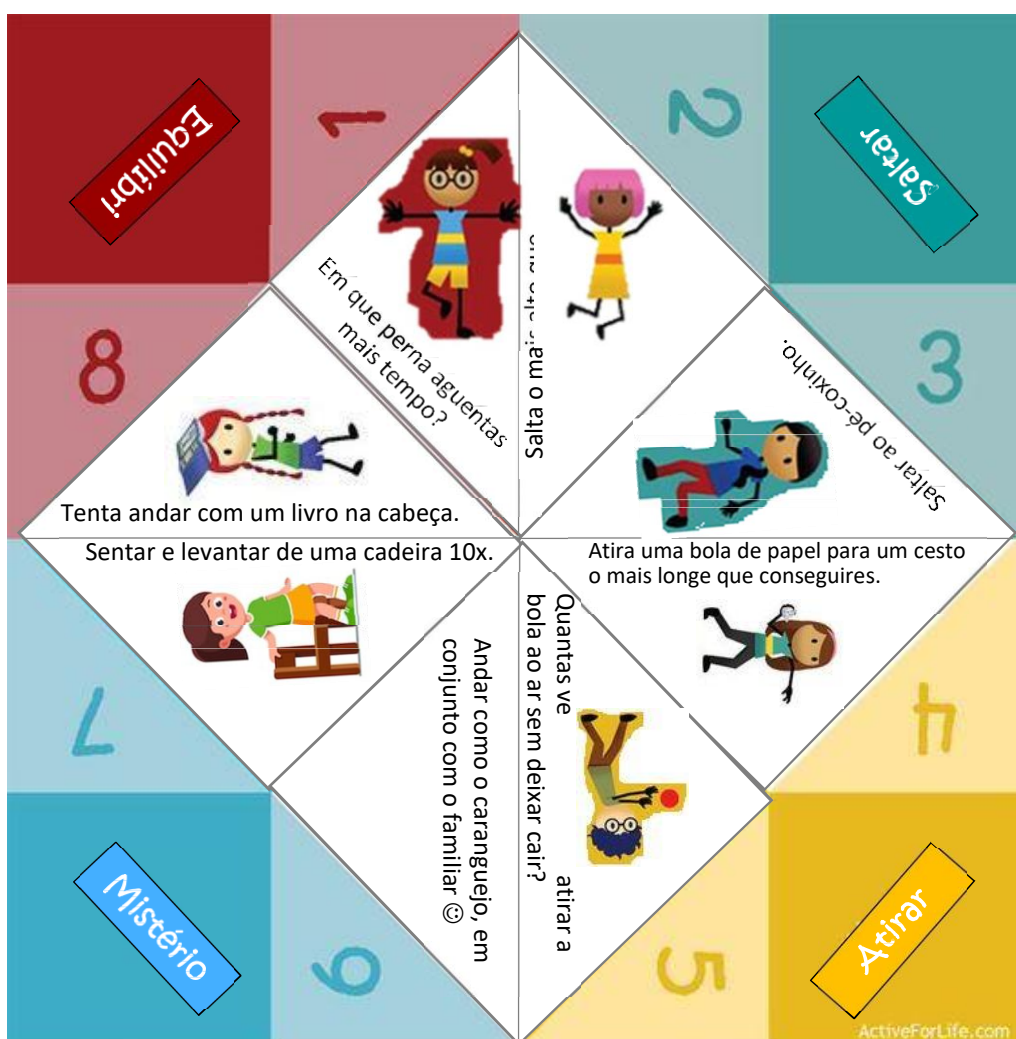 Equilíbri
1
2
Saltar
8
Em que perna aguentas
mais tempo?
Salta o mais alto que
3
Saltar ao pé-coxinho.
Tenta andar com um livro na cabeça.
Sentar e levantar de uma cadeira 10x.
Atira uma bola de papel para um cesto
o mais longe que conseguires.
7
4
Andar como o caranguejo, em
conjunto com o familiar ☺
Quantas ve atirar a
bola ao ar sem deixar cair?
Mistério
6
5
Atirar
ActiveForLife.com